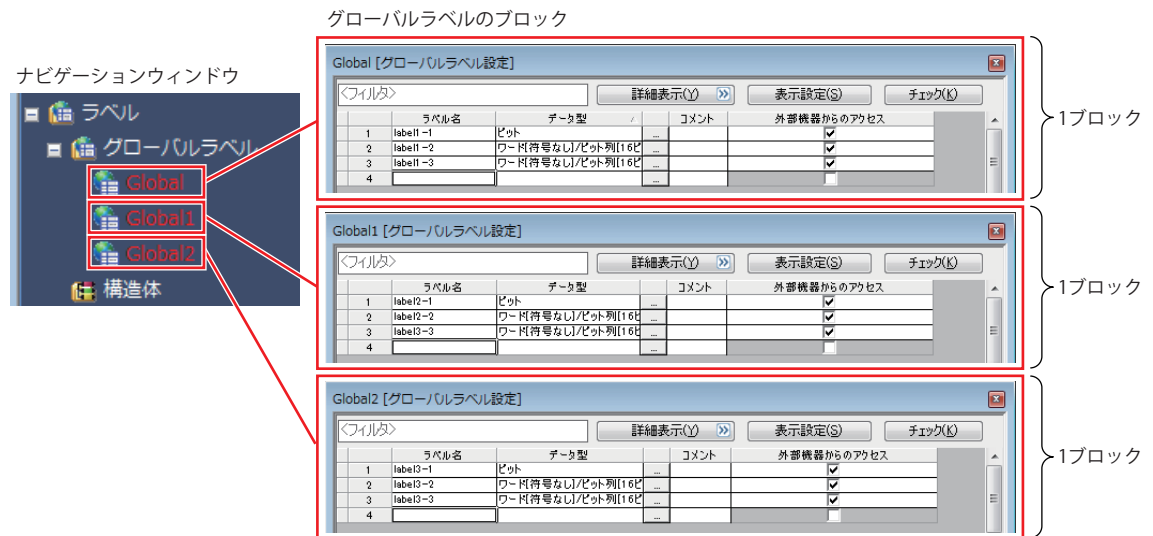 グローバルラベルのブロック
ナビゲーションウィンドウ
ラベル
グローバルラベル
Global
Global1
Global2
構造体
Global [グローバルラベル設定]
<フィルタ> 詳細表示(Y) 表示設定(S) チェック(K)
ラベル名 データ型 コメント 外部機器からのアクセス
1 label1-1 ビット ...
2 label1-2 ワード[符号なし]/ビット列[16ビ ...
3 label1-3 ワード[符号なし]/ビット列[16ビ ...
4 ...
1ブロック
Global1 [グローバルラベル設定]
<フィルタ> 詳細表示(Y) 表示設定(S) チェック(K)
ラベル名 データ型 コメント 外部機器からのアクセス
1 label2-1 ビット ...
2 label2-2 ワード[符号なし]/ビット列[16ビ ...
3 label3-3 ワード[符号なし]/ビット列[16ビ ...
4 ...
1ブロック
Global2 [グローバルラベル設定]
<フィルタ> 詳細表示(Y) 表示設定(S) チェック(K)
ラベル名 データ型 コメント 外部機器からのアクセス
1 label3-1 ビット ...
2 label3-2 ワード[符号なし]/ビット列[16ビ ...
3 label3-3 ワード[符号なし]/ビット列[16ビ ...
4 ...
1ブロック